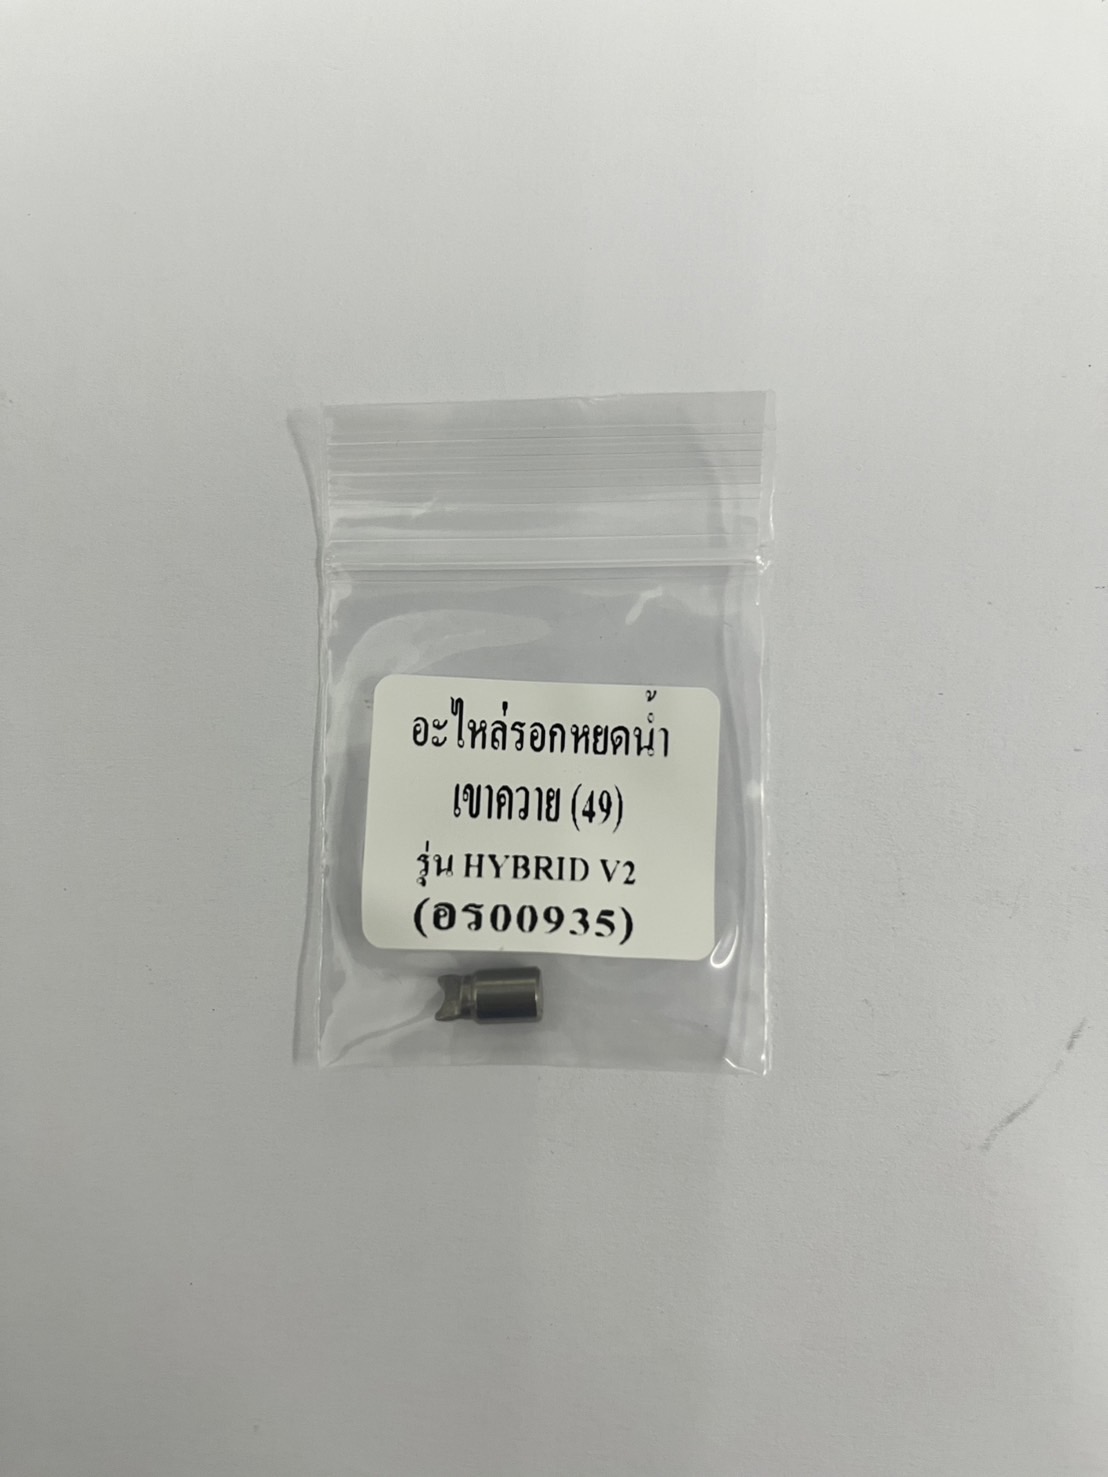 อะไหล่รอกหยดน้ำ
เขาควาย (49)
รุ่น HYBRID V2
(อร00935)